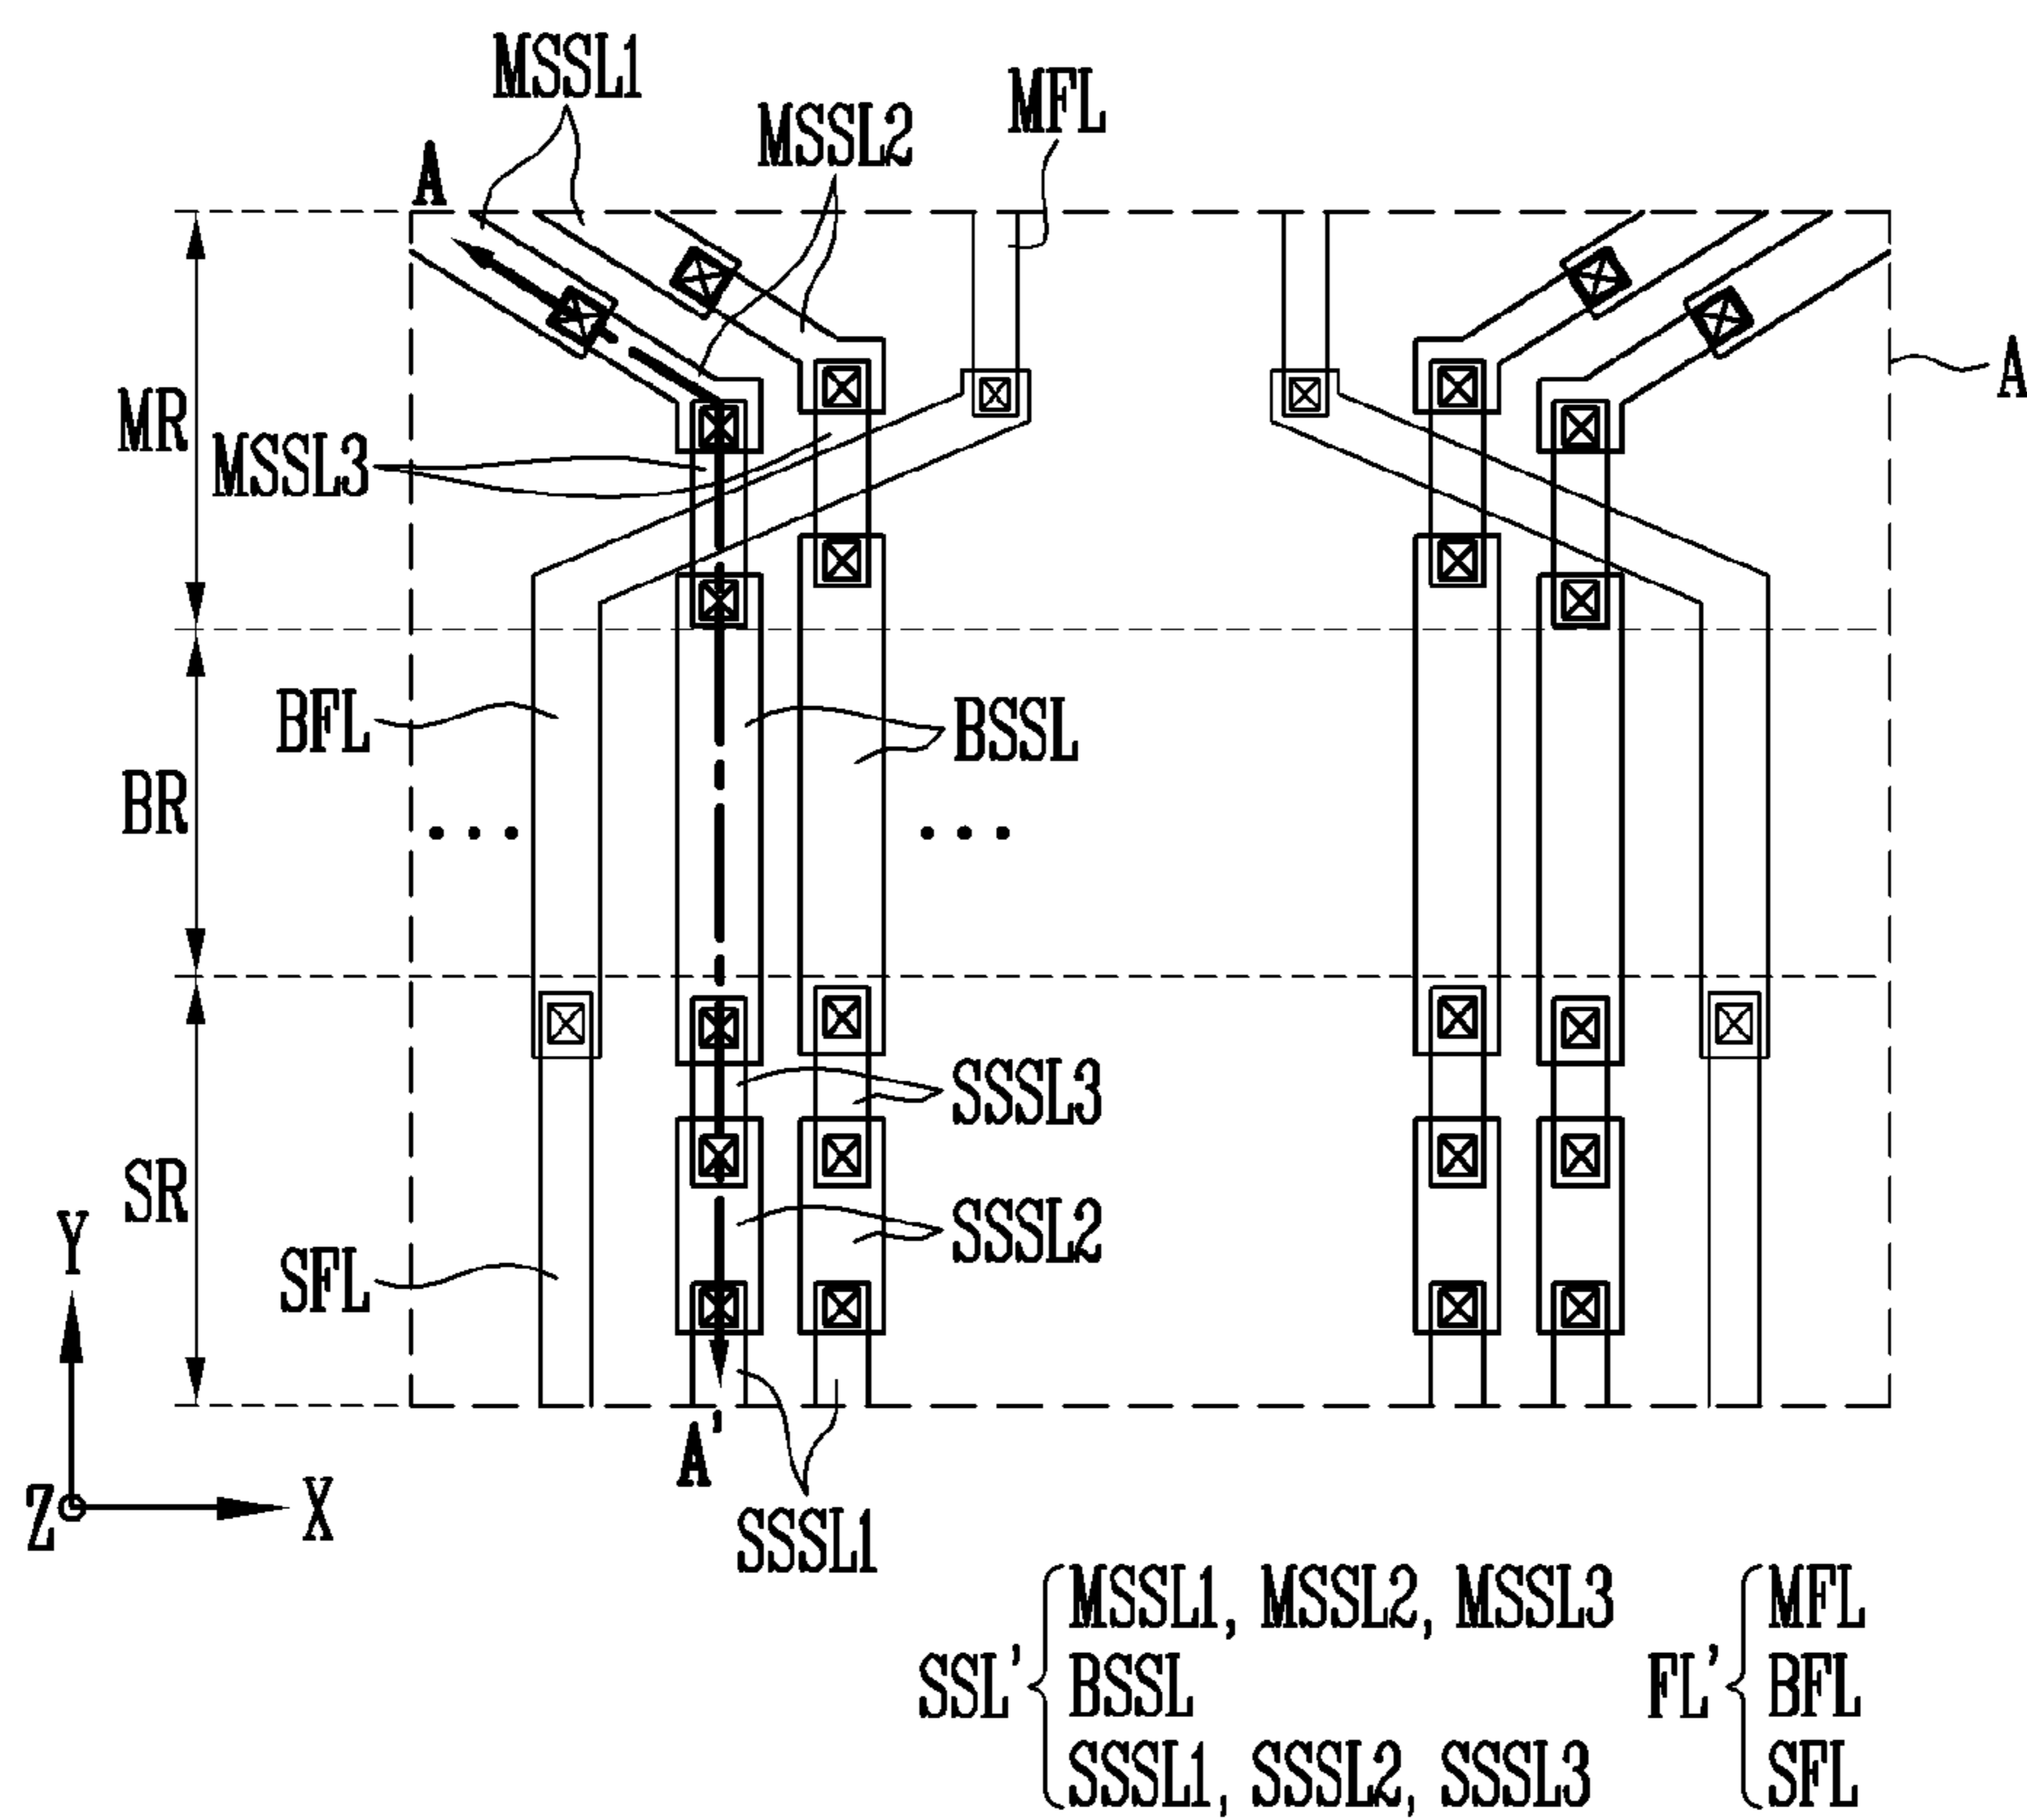 MSSL1
MFL
MSSL2
A
A
MR
MSSL3
BFL
BSSL
BR
...
...
SSSL3
SR
SSSL2
Y
SFL
A'
Z
X
SSSL1
SSL' { MSSL1, MSSL2, MSSL3
BSSL
SSSL1, SSSL2, SSSL3
FL' { MFL
BFL
SFL